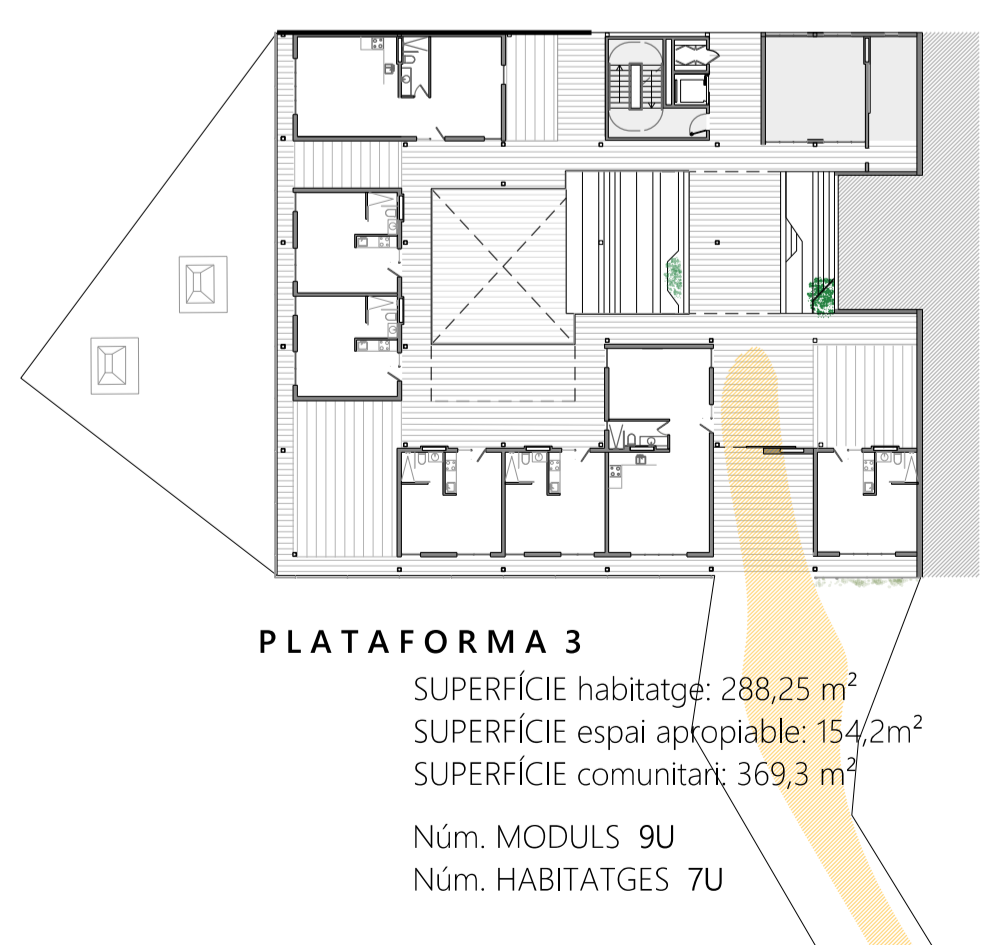 PLATAFORMA 3
SUPERFÍCIE habitatge: 288,25 m²
SUPERFÍCIE espai apropiable: 154,2m²
SUPERFÍCIE comunitari: 369,3 m²
Núm. MODULS 9U
Núm. HABITATGES 7U